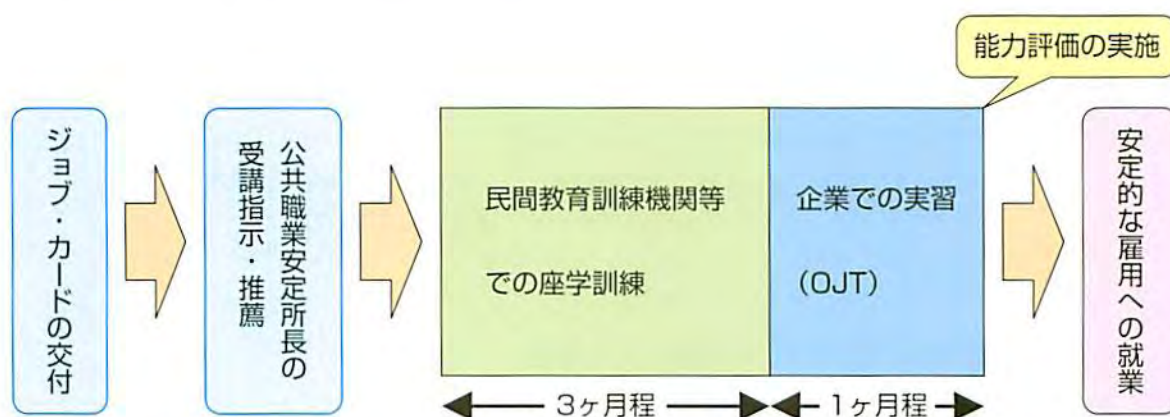 能力評価の実施
ジョブ・カードの交付
公共職業安定所長の
受講指示・推薦
民間教育訓練機関等
での座学訓練
企業での実習
（OJT）
安定的な雇用への就業
3ヶ月程
1ヶ月程